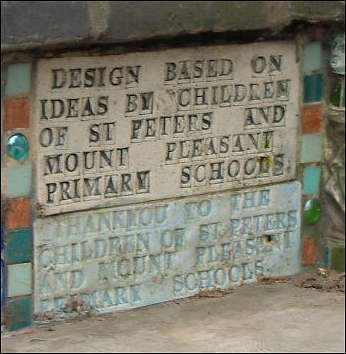 DESIGN BASED ON
IDEAS BY CHILDREN
OF ST PETERS AND
MOUNT PLEASANT
PRIMARY SCHOOLS
THANKYOU TO THE
CHILDREN OF ST PETERS
AND MOUNT PLEASANT
PRIMARY SCHOOLS.